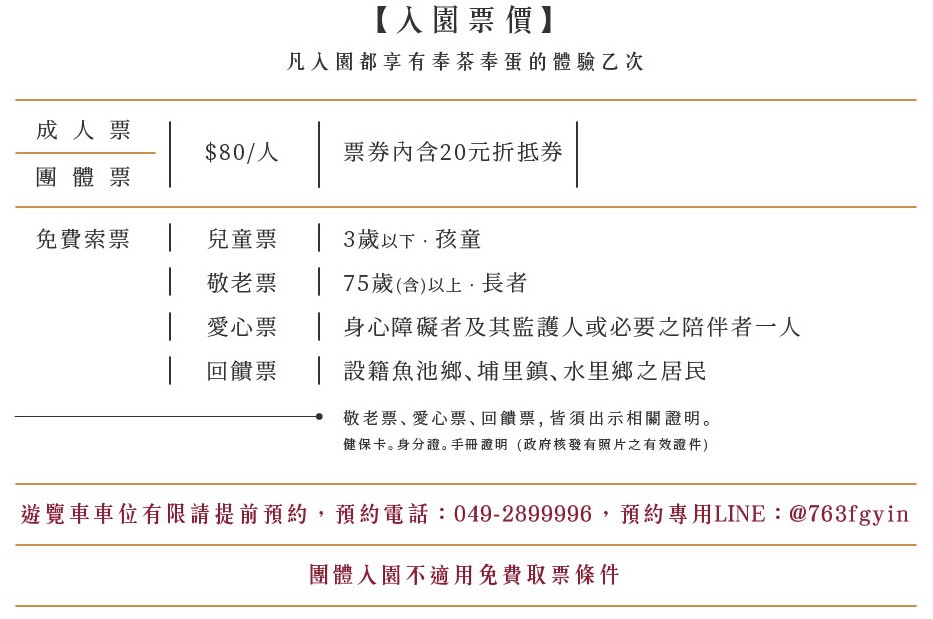 【入園票價】
凡入園都享有奉茶奉蛋的體驗乙次
成人票
團體票
$80/人
票券內含20元折抵券
免費索票
兒童票
3歲以下·孩童
敬老票
75歲(含)以上·長者
愛心票
身心障礙者及其監護人或必要之陪伴者一人
回饋票
設籍魚池鄉、埔里鎮、水里鄉之居民
敬老票、愛心票、回饋票，皆須出示相關證明。
健保卡。身分證。手冊證明（政府核發有照片之有效證件）
遊覽車車位有限請提前預約，預約電話：049-2899996，預約專用LINE：@763fgyin
團體入園不適用免費取票條件